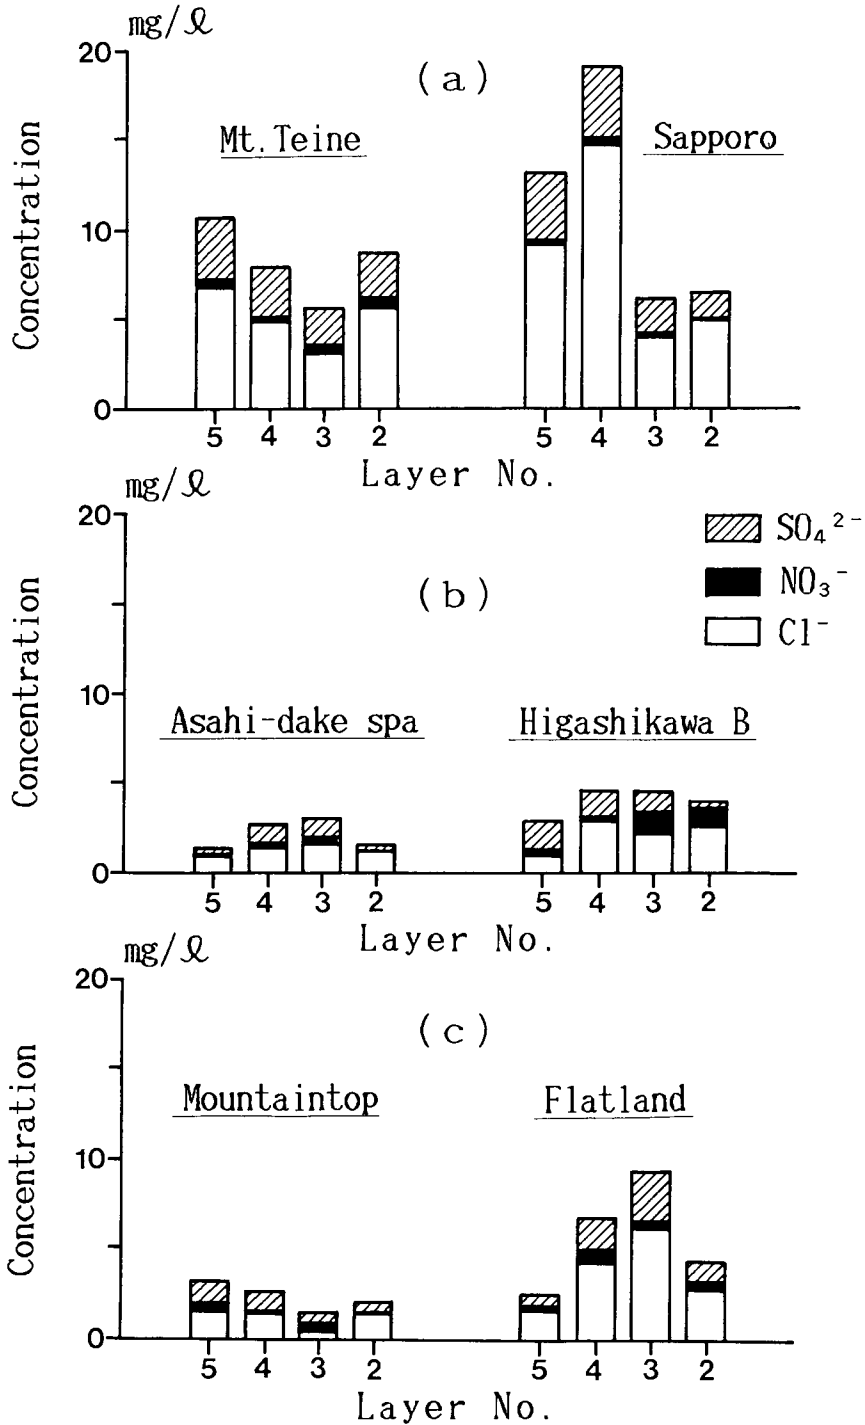 mg/ℓ
20
(a)
Mt. Teine
Sapporo
10
Concentration
0
5 4 3 2 5 4 3 2
Layer No.
mg/ℓ
20
SO₄²⁻
NO₃⁻
Cl⁻
(b)
10
Asahi-dake spa
Higashikawa B
Concentration
0
5 4 3 2 5 4 3 2
Layer No.
mg/ℓ
20
(c)
Mountaintop
Flatland
10
Concentration
0
5 4 3 2 5 4 3 2
Layer No.